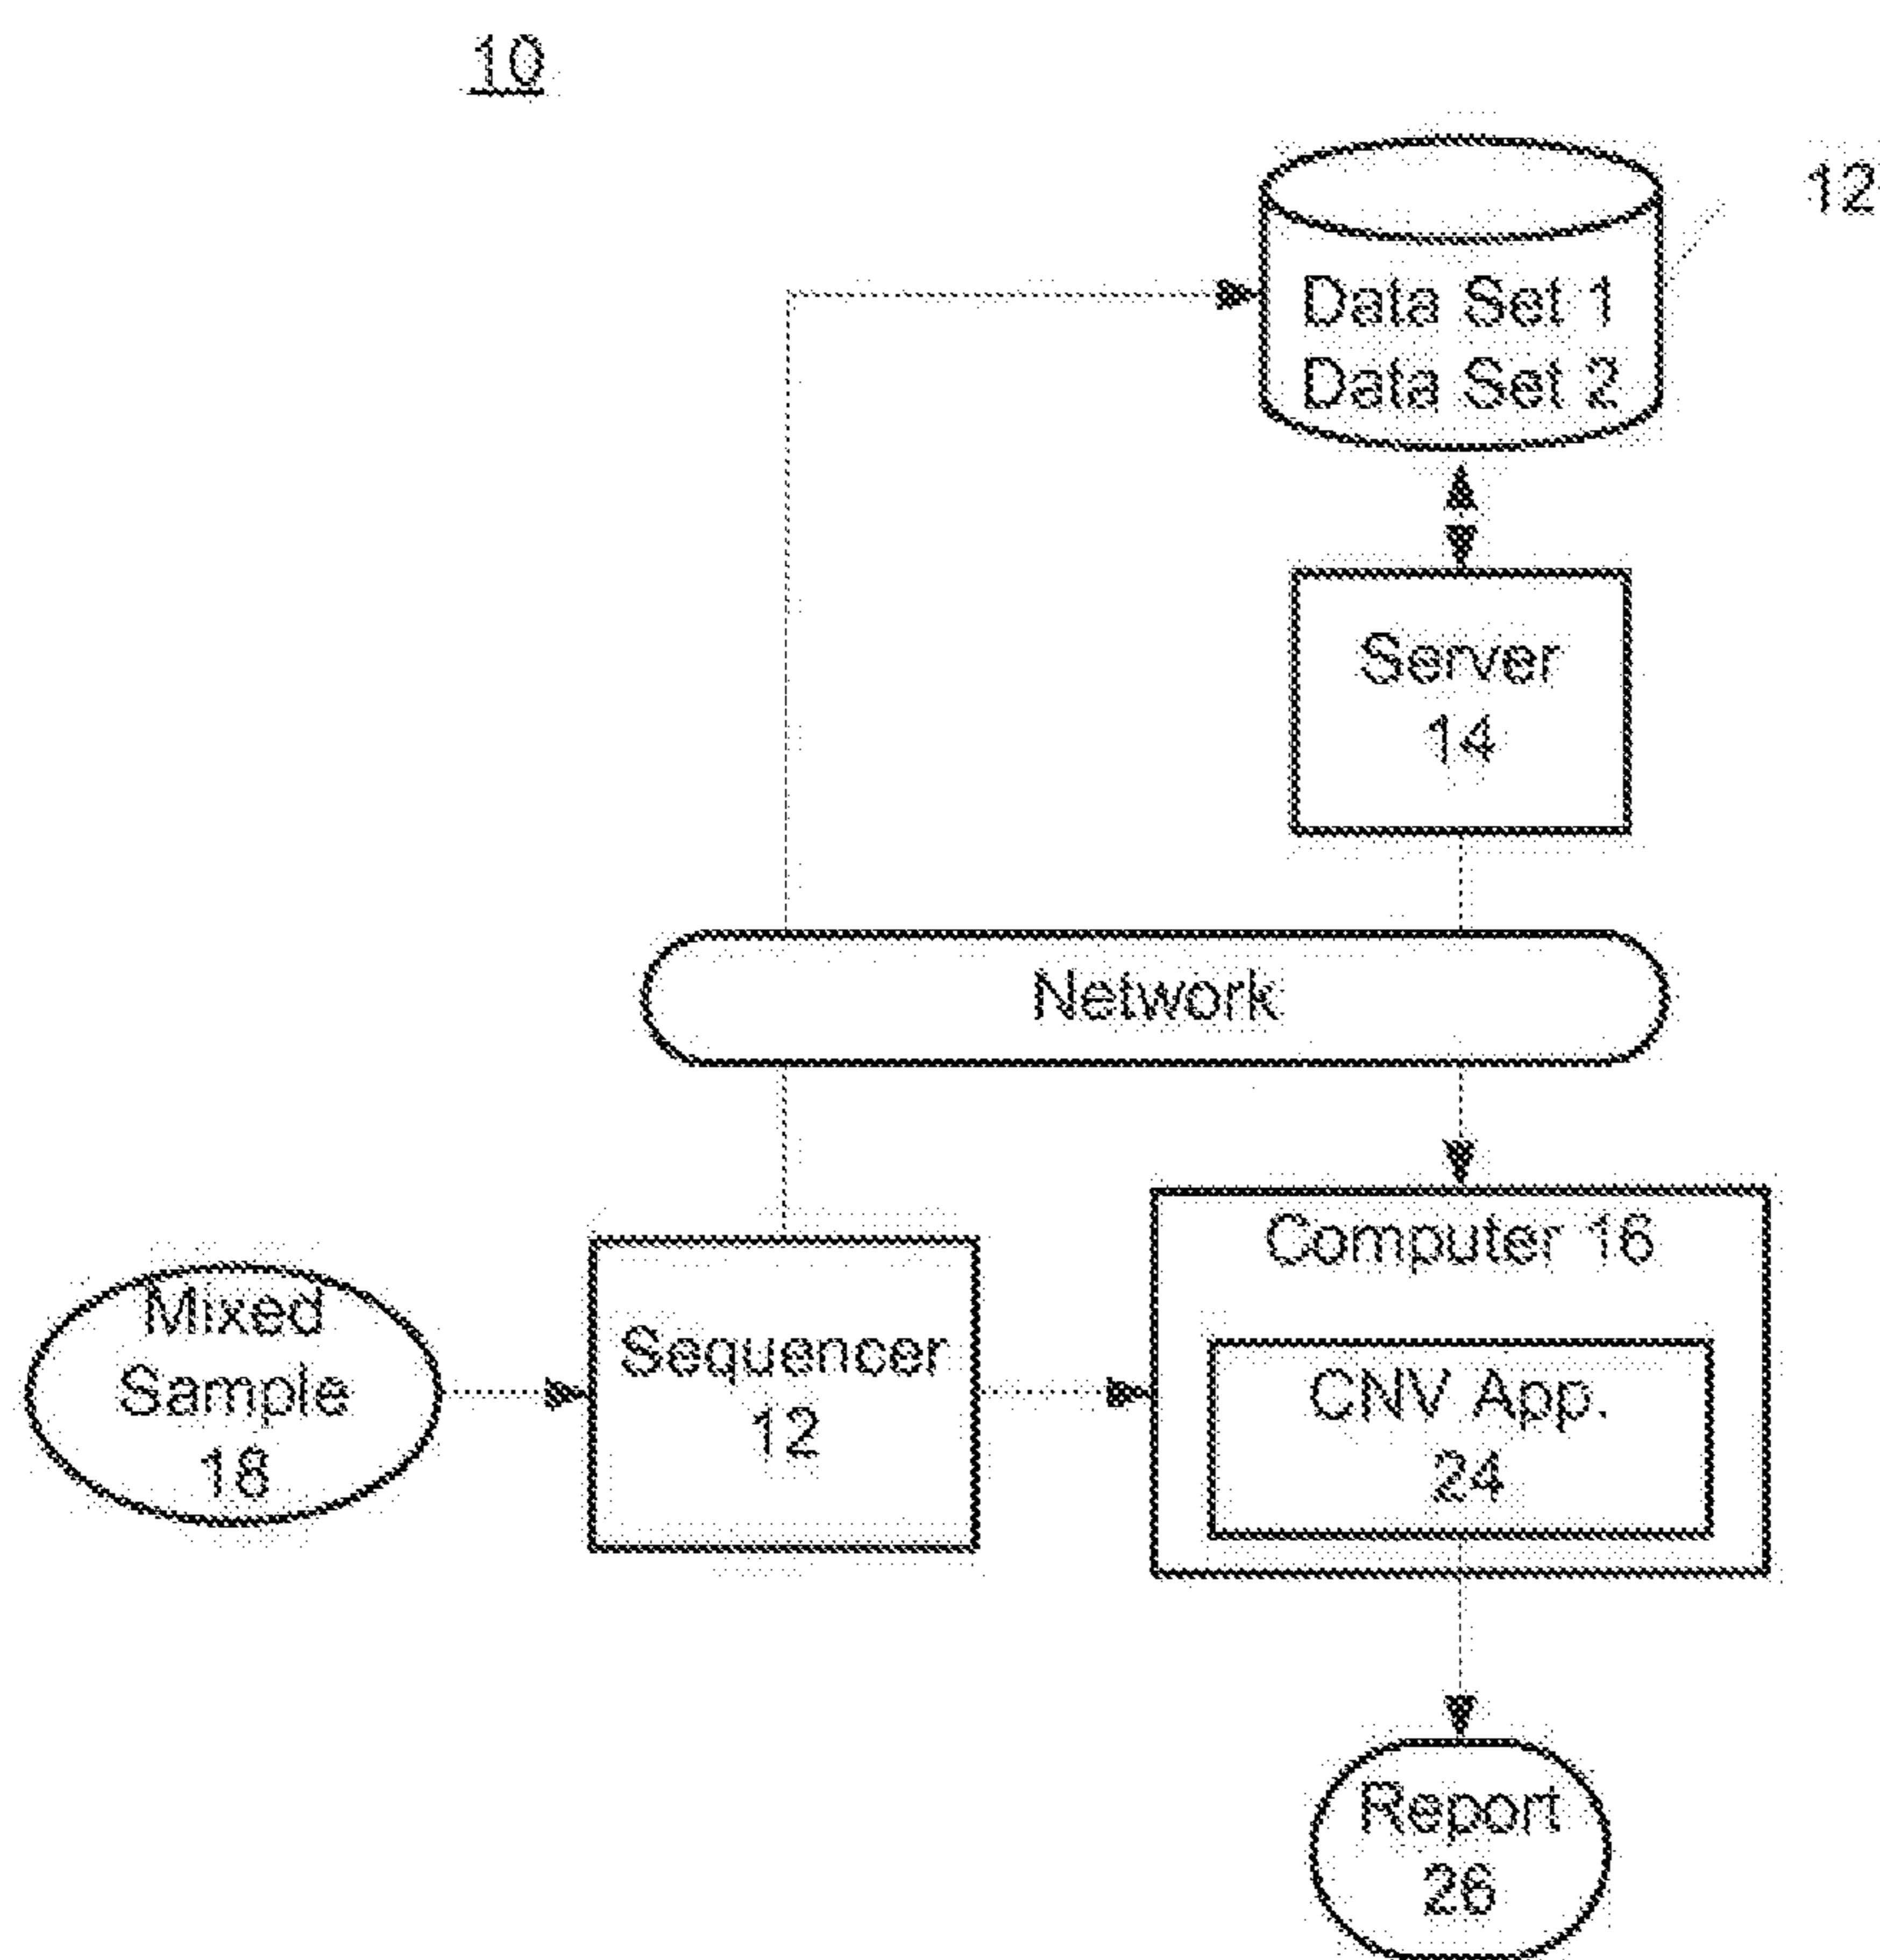 10
12
Data Set 1
Data Set 2
Server
14
Network
Computer 16
Mixed
Sample
18
Sequencer
12
CNV App.
24
Report
26